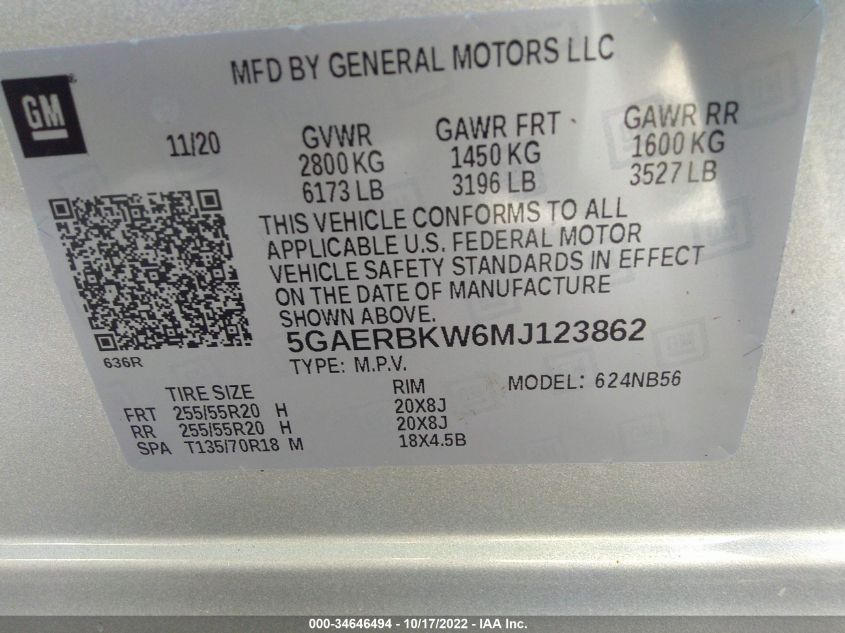 MFD BY GENERAL MOTORS LLC
GM
11/20
GVWR
2800 KG
6173 LB
GAWR FRT
1450 KG
3196 LB
GAWR RR
1600 KG
3527 LB
THIS VEHICLE CONFORMS TO ALL
APPLICABLE U.S. FEDERAL MOTOR
VEHICLE SAFETY STANDARDS IN EFFECT
ON THE DATE OF MANUFACTURE
SHOWN ABOVE.
5GAERBKW6MJ123862
636R
TYPE: M.P.V.
MODEL: 624NB56
TIRE SIZE RIM
FRT 255/55R20 H 20X8J
RR 255/55R20 H 20X8J
SPA T135/70R18 M 18X4.5B
000-34646494 - 10/17/2022 - IAA Inc.